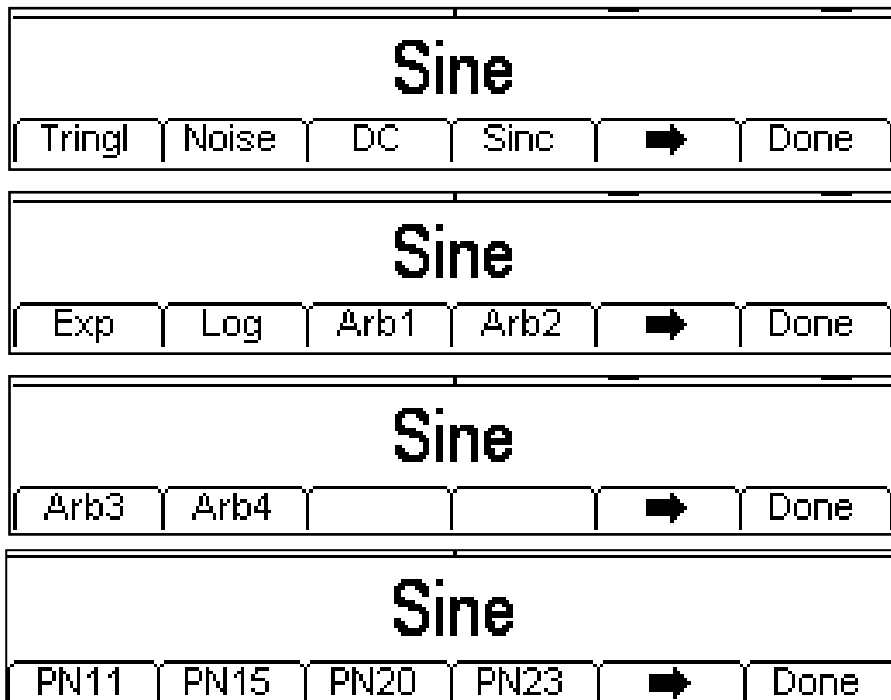 Sine
Tringl Noise DC Sinc ➡ Done
Sine
Exp Log Arb1 Arb2 ➡ Done
Sine
Arb3 Arb4 ➡ Done
Sine
PN11 PN15 PN20 PN23 ➡ Done